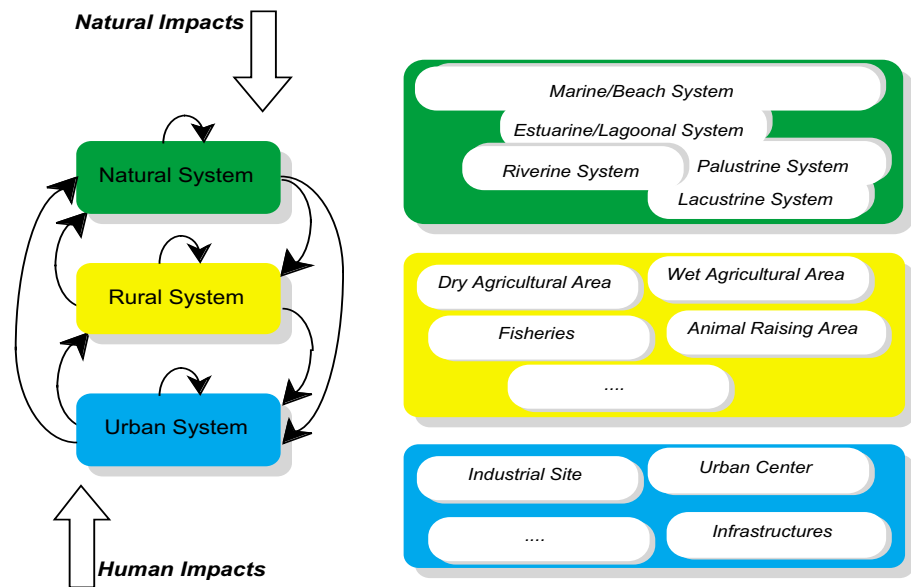 Natural Impacts
Natural System
Rural System
Urban System
Human Impacts
Marine/Beach System
Estuarine/Lagoonal System
Riverine System
Palustrine System
Lacustrine System
Dry Agricultural Area
Wet Agricultural Area
Fisheries
Animal Raising Area
....
Industrial Site
Urban Center
....
Infrastructures